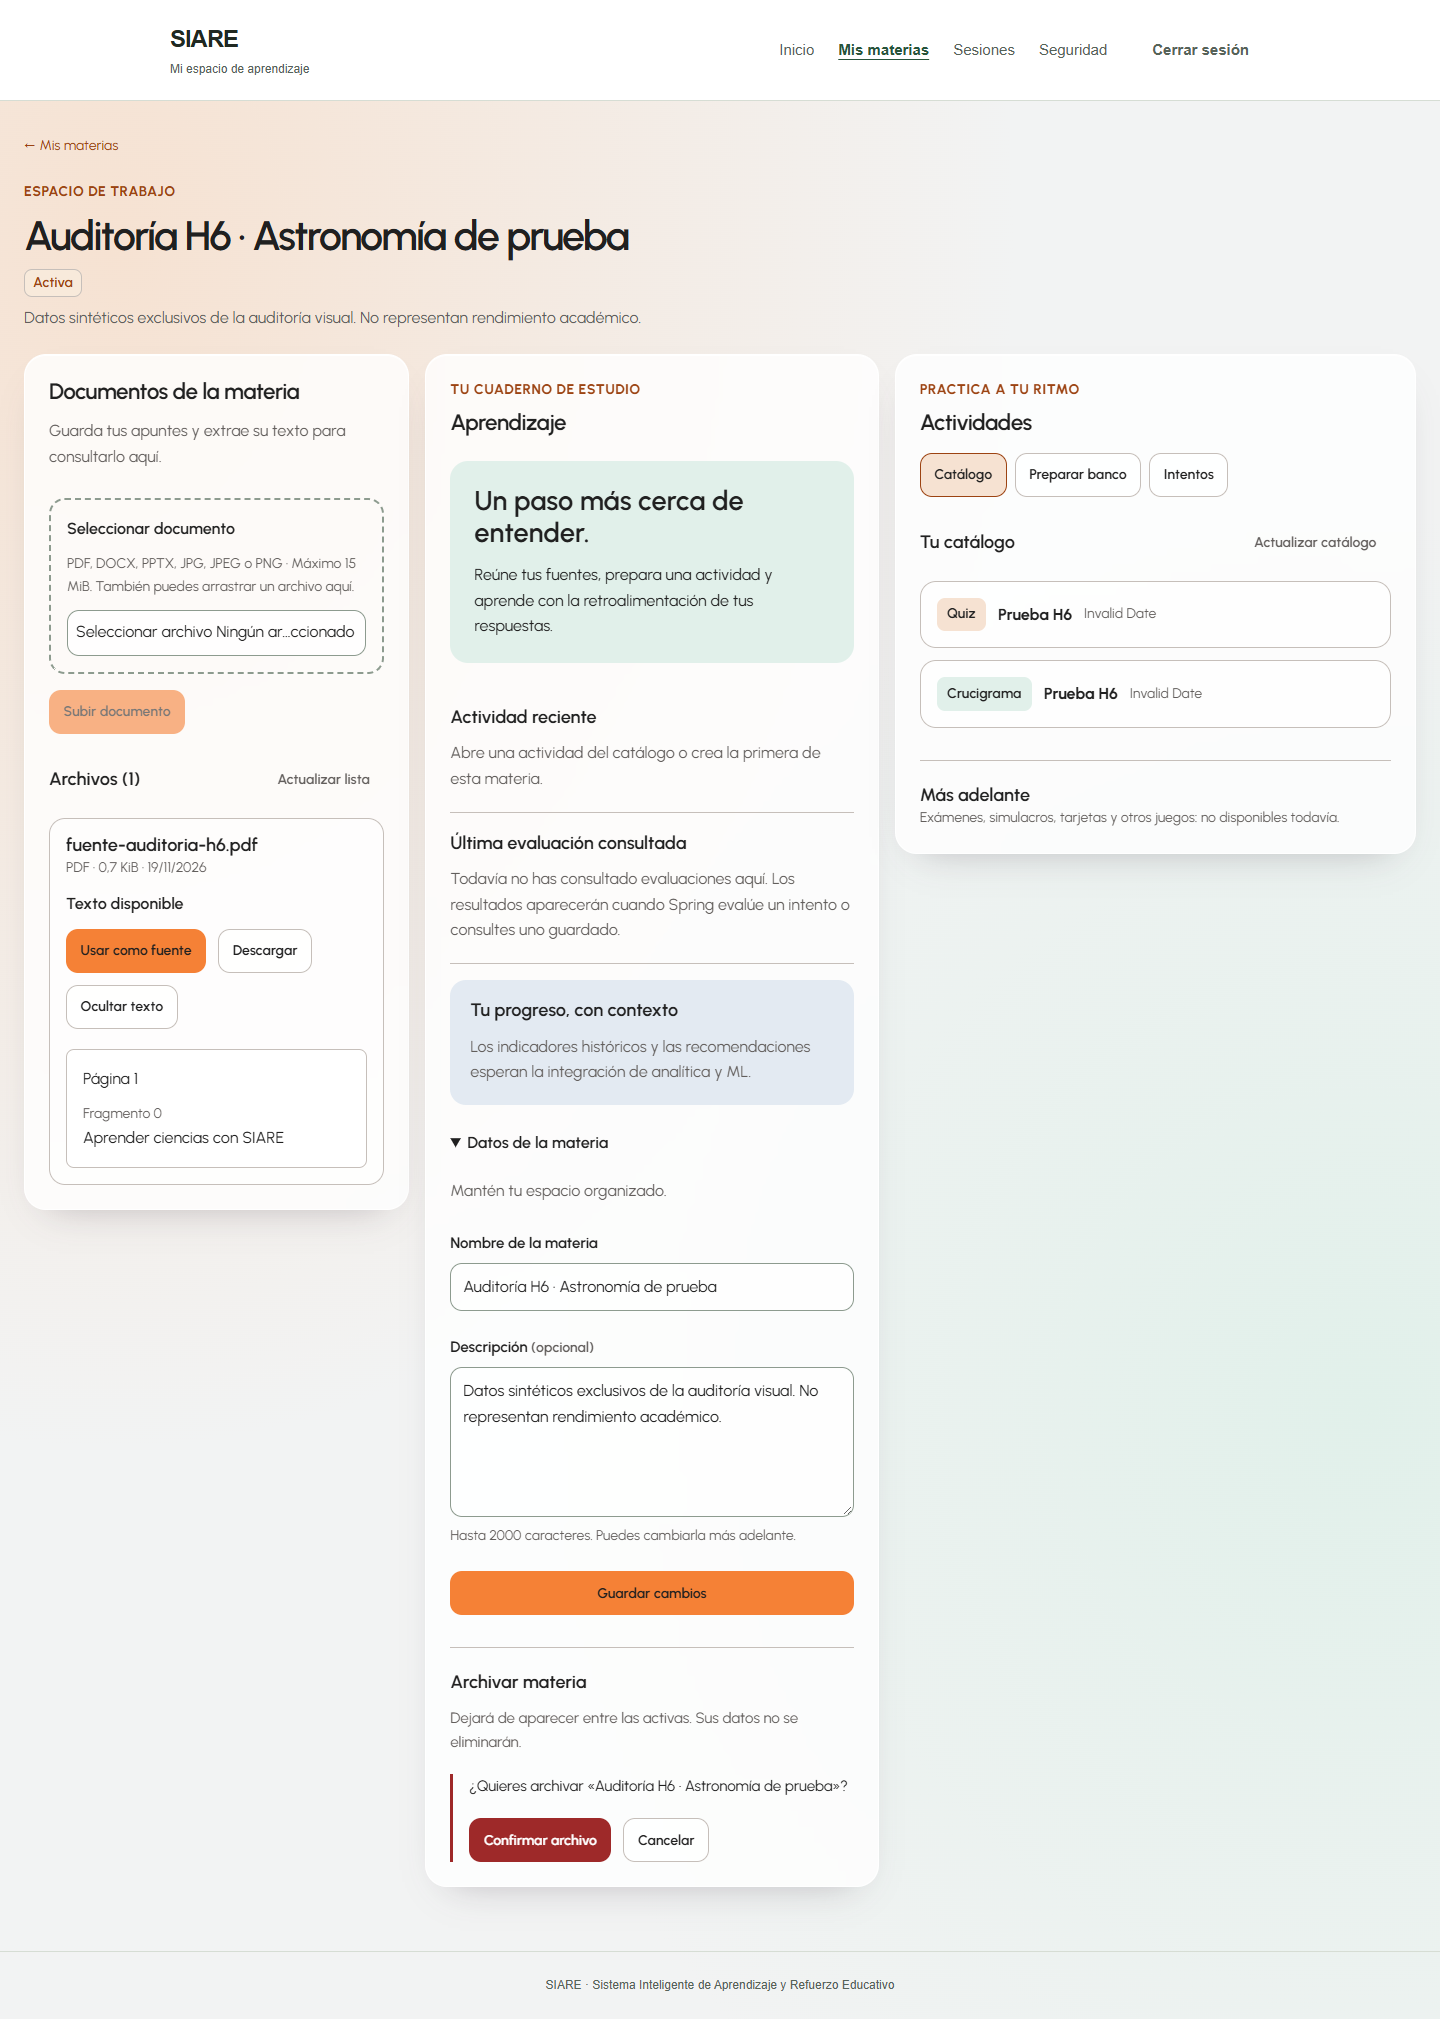 SIARE
Mi espacio de aprendizaje
Inicio
Mis materias
Sesiones
Seguridad
Cerrar sesión
← Mis materias
ESPACIO DE TRABAJO
Auditoría H6 · Astronomía de prueba
Activa
Datos sintéticos exclusivos de la auditoría visual. No representan rendimiento académico.
Documentos de la materia
Guarda tus apuntes y extrae su texto para
consultarlo aquí.
Seleccionar documento
PDF, DOCX, PPTX, JPG, JPEG o PNG · Máximo 15
MiB. También puedes arrastrar un archivo aquí.
Seleccionar archivo Ningún ar...ccionado
Subir documento
Archivos (1)
Actualizar lista
fuente-auditoria-h6.pdf
PDF · 0,7 KiB · 19/11/2026
Texto disponible
Usar como fuente
Descargar
Ocultar texto
Página 1
Fragmento 0
Aprender ciencias con SIARE
TU CUADERNO DE ESTUDIO
Aprendizaje
Un paso más cerca de
entender.
Reúne tus fuentes, prepara una actividad y
aprende con la retroalimentación de tus
respuestas.
Actividad reciente
Abre una actividad del catálogo o crea la primera de
esta materia.
Última evaluación consultada
Todavía no has consultado evaluaciones aquí. Los
resultados aparecerán cuando Spring evalúe un intento o
consultes uno guardado.
Tu progreso, con contexto
Los indicadores históricos y las recomendaciones
esperan la integración de analítica y ML.
▼ Datos de la materia
Mantén tu espacio organizado.
Nombre de la materia
Auditoría H6 · Astronomía de prueba
Descripción (opcional)
Datos sintéticos exclusivos de la auditoría visual. No
representan rendimiento académico.
Hasta 2000 caracteres. Puedes cambiarla más adelante.
Guardar cambios
Archivar materia
Dejará de aparecer entre las activas. Sus datos no se
eliminarán.
¿Quieres archivar «Auditoría H6 · Astronomía de prueba»?
Confirmar archivo
Cancelar
PRACTICA A TU RITMO
Actividades
Catálogo
Preparar banco
Intentos
Tu catálogo
Actualizar catálogo
Quiz Prueba H6 Invalid Date
Crucigrama Prueba H6 Invalid Date
Más adelante
Exámenes, simulacros, tarjetas y otros juegos: no disponibles todavía.
SIARE · Sistema Inteligente de Aprendizaje y Refuerzo Educativo